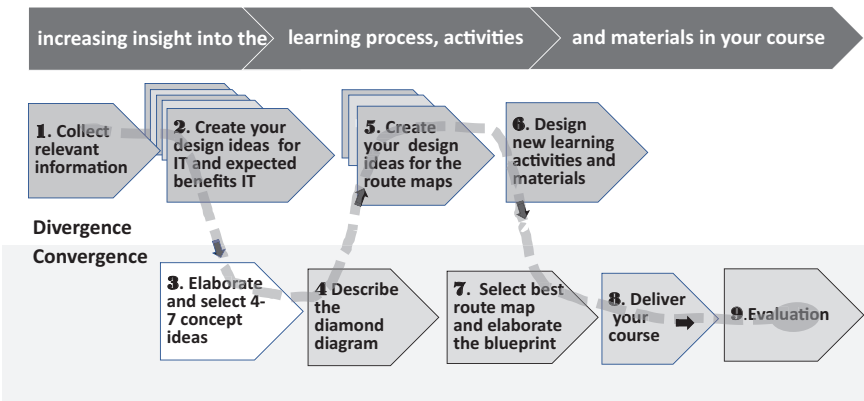 increasing insight into the learning process, activities and materials in your course
1. Collect
relevant
information
2. Create your
design ideas for
IT and expected
benefits IT
5. Create
your design
ideas for the
route maps
6. Design
new learning
activities and
materials
Divergence
Convergence
3. Elaborate
and select 4-
7 concept
ideas
4 Describe
the
diamond
diagram
7. Select best
route map
and elaborate
the blueprint
8. Deliver
your
course
9.Evaluation